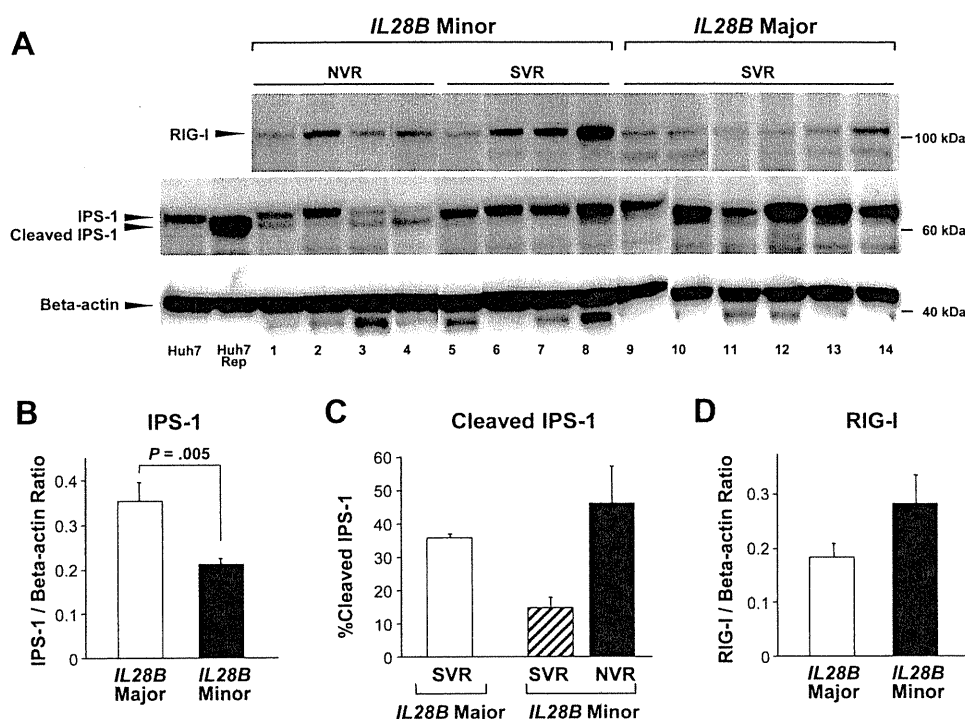 A
IL28B Minor
IL28B Major
NVR
SVR
SVR
RIG-I
100 kDa
IPS-1
Cleaved IPS-1
60 kDa
Beta-actin
40 kDa
Huh7
Huh7 Rep
1 2 3 4 5 6 7 8 9 10 11 12 13 14
B
IPS-1
P = .005
IPS-1 / Beta-actin Ratio
0.4
0.3
0.2
0.1
0
IL28B Major
IL28B Minor
C
Cleaved IPS-1
%Cleaved IPS-1
60
50
40
30
20
10
0
SVR
SVR
NVR
IL28B Major
IL28B Minor
D
RIG-I
RIG-I / Beta-actin Ratio
0.3
0.2
0.1
0
IL28B Major
IL28B Minor